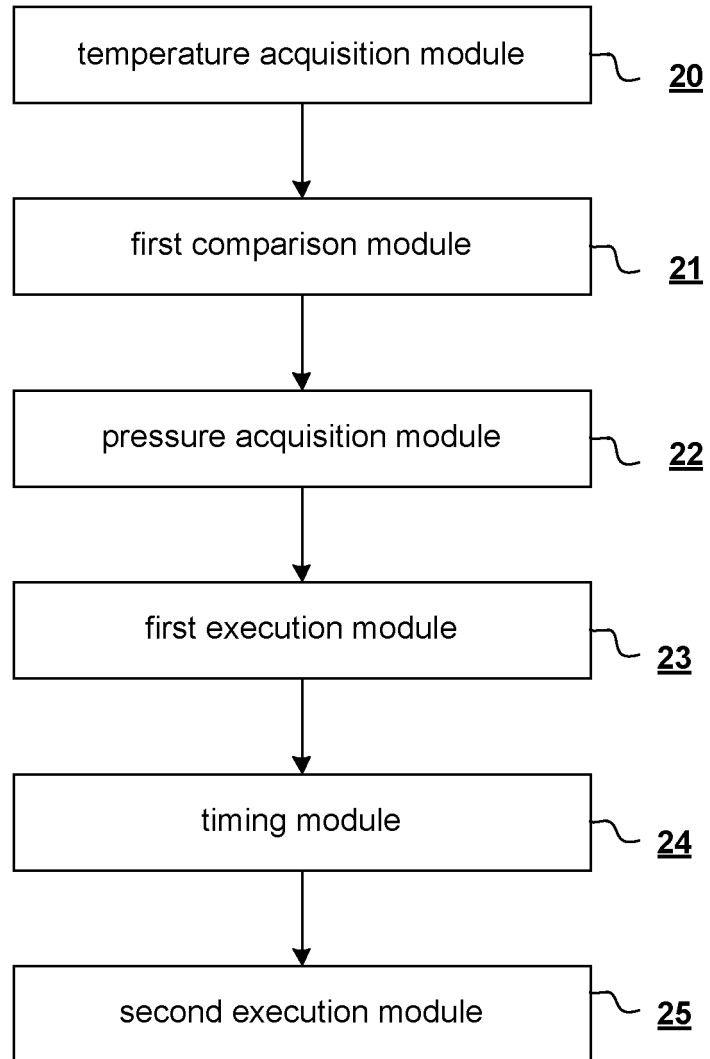 temperature acquisition module
20
first comparison module
21
pressure acquisition module
22
first execution module
23
timing module
24
second execution module
25